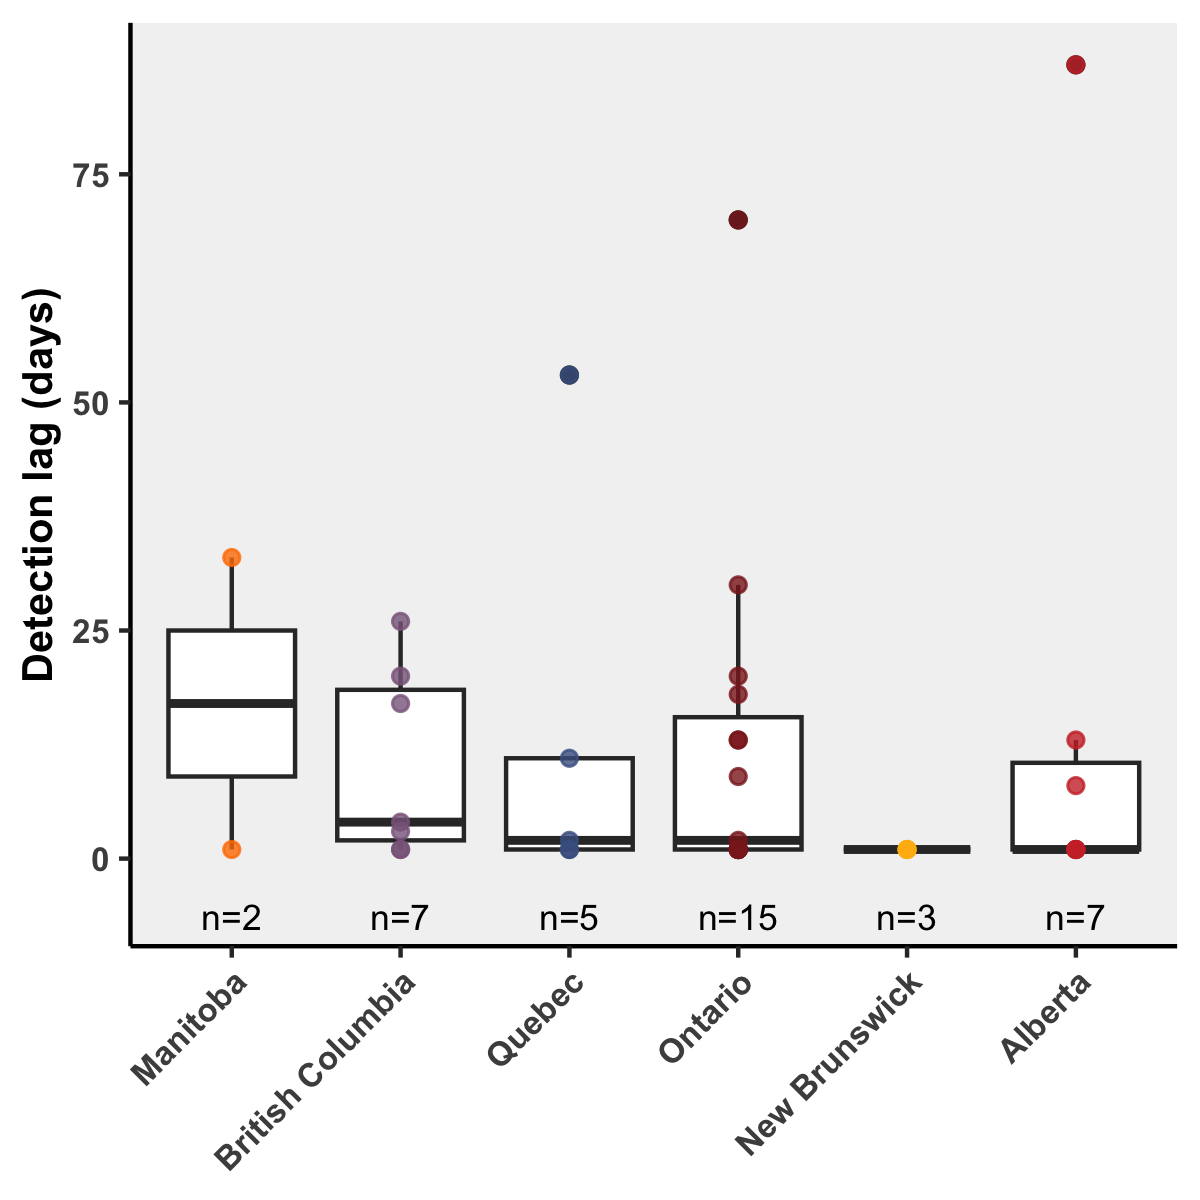 Detection lag (days)
75
50
25
0
n=2
n=7
n=5
n=15
n=3
n=7
Manitoba
British Columbia
Quebec
Ontario
New Brunswick
Alberta